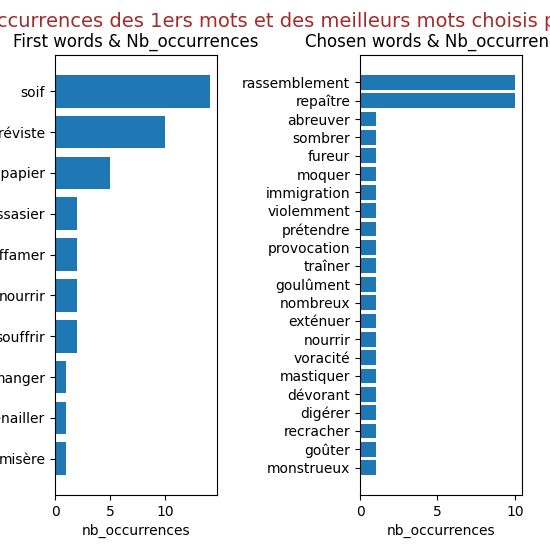 ccurrences des 1ers mots et des meilleurs mots choisis p
First words & Nb_occurrences
soif
réviste
papier
ssasier
ffamer
nourrir
souffrir
manger
enailler
misère
0 5 10
nb_occurrences
Chosen words & Nb_occurren
rassemblement
repaître
abreuver
sombrer
fureur
moquer
immigration
violemment
prétendre
provocation
traîner
goulûment
nombreux
exténuer
nourrir
voracité
mastiquer
dévorant
digérer
recracher
goûter
monstrueux
0 5 10
nb_occurrences